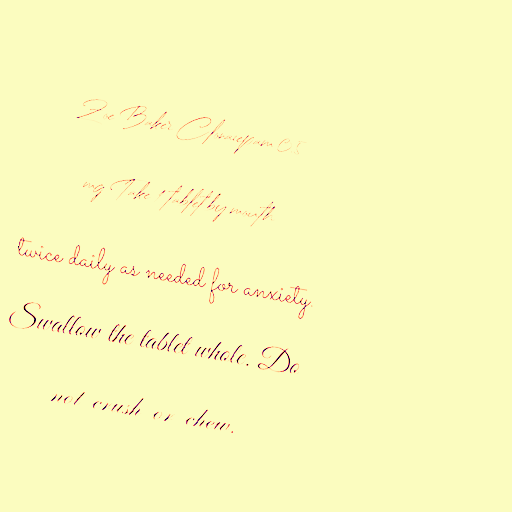 Zoe Baker Clonazepam 0.5
mg Take 1 tablet by mouth
twice daily as needed for anxiety.
Swallow the tablet whole. Do
not crush or chew.